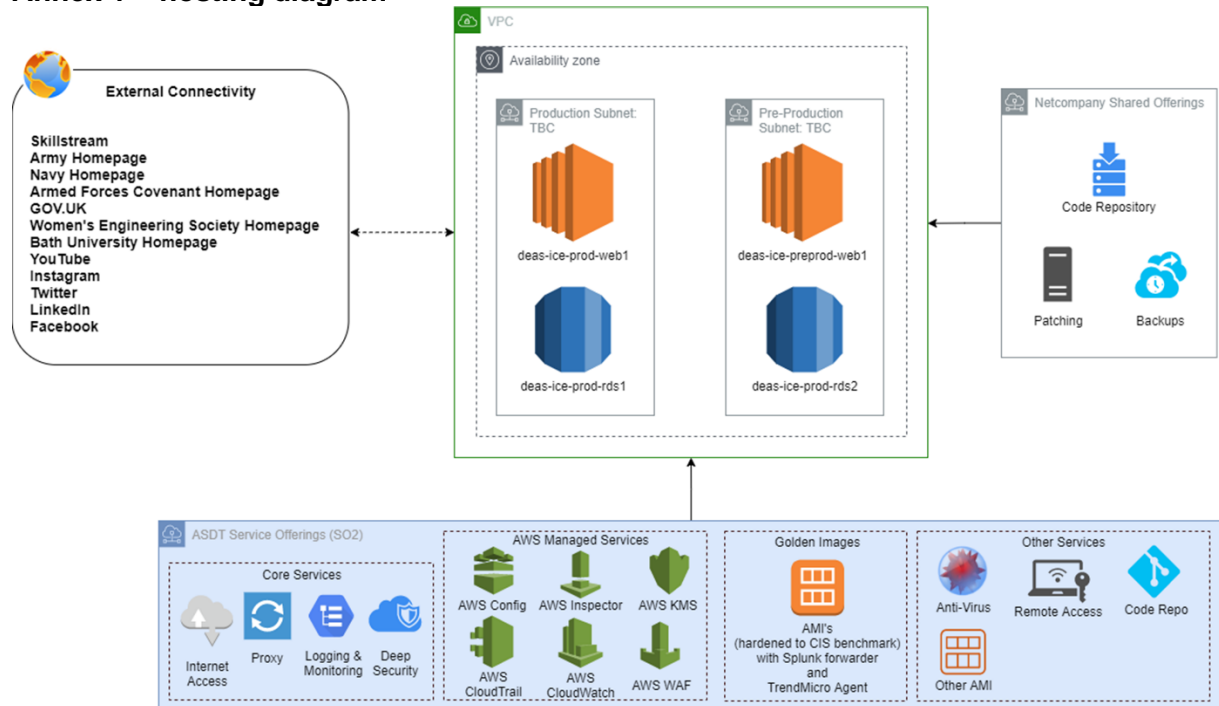 Annex 1 – hosting diagram
VPC
Availability zone
Production Subnet:
TBC
deas-ice-prod-web1
deas-ice-prod-rds1
Pre-Production
Subnet: TBC
deas-ice-preprod-web1
deas-ice-prod-rds2
External Connectivity
Skillstream
Army Homepage
Navy Homepage
Armed Forces Covenant Homepage
GOV.UK
Women's Engineering Society Homepage
Bath University Homepage
YouTube
Instagram
Twitter
LinkedIn
Facebook
Netcompany Shared Offerings
Code Repository
Patching
Backups
ASDT Service Offerings (SO2)
Core Services
Internet
Access
Proxy
Logging &
Monitoring
Deep
Security
AWS Managed Services
AWS Config
AWS Inspector
AWS KMS
AWS
CloudTrail
AWS
CloudWatch
AWS WAF
Golden Images
AMI's
(hardened to CIS benchmark)
with Splunk forwarder
and
TrendMicro Agent
Other Services
Anti-Virus
Remote Access
Code Repo
Other AMI